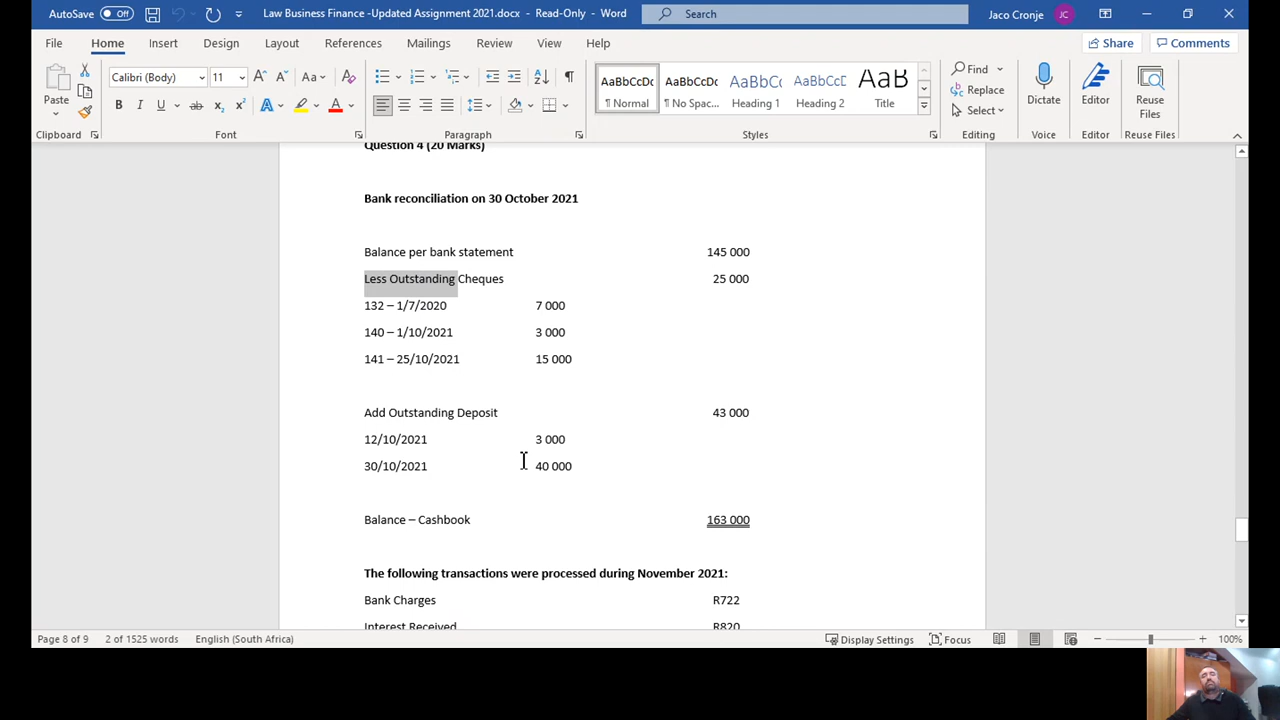 AutoSave Off Law Business Finance -Updated Assignment 2021.docx - Read-Only - Word Search Jaco Cronje JC
File Home Insert Design Layout References Mailings Review View Help Share Comments
Calibri (Body) 11 AaBbCcDc AaBbCcDc AaBbCc AaBbCcD AaB Find
Paste Normal No Spac... Heading 1 Heading 2 Title Replace Dictate Editor Reuse Files
Select
Clipboard Font Paragraph Styles Editing Voice Editor Reuse Files
Question 4 (20 Marks)
Bank reconciliation on 30 October 2021
Balance per bank statement 145 000
Less Outstanding Cheques 25 000
132 – 1/7/2020 7 000
140 – 1/10/2021 3 000
141 – 25/10/2021 15 000
Add Outstanding Deposit 43 000
12/10/2021 3 000
30/10/2021 40 000
Balance – Cashbook 163 000
The following transactions were processed during November 2021:
Bank Charges R722
Interest Received R820
Page 8 of 9 2 of 1525 words English (South Africa) Display Settings Focus 100%